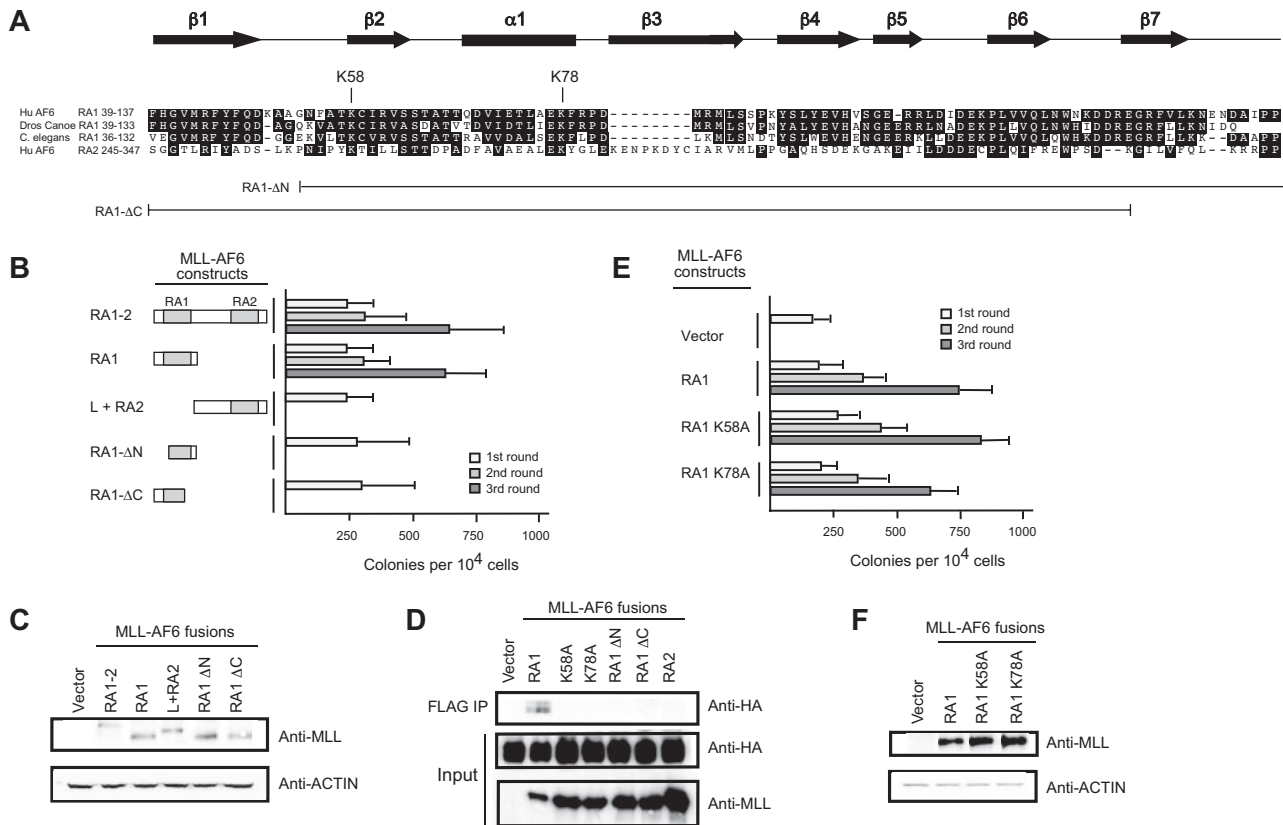 A
β1 β2 α1 β3 β4 β5 β6 β7
K58 K78
Hu AF6 RA1 39-137
Dros Canoe RA1 39-133
C. elegans RA1 36-132
Hu AF6 RA2 245-347
RA1-ΔN
RA1-ΔC
B
MLL-AF6
constructs
RA1 RA2
RA1-2
RA1
L + RA2
RA1-ΔN
RA1-ΔC
1st round
2nd round
3rd round
250 500 750 1000
Colonies per 10⁴ cells
E
MLL-AF6
constructs
Vector
RA1
RA1 K58A
RA1 K78A
1st round
2nd round
3rd round
250 500 750 1000
Colonies per 10⁴ cells
C
MLL-AF6 fusions
Vector
RA1-2
RA1
L+RA2
RA1 ΔN
RA1 ΔC
Anti-MLL
Anti-ACTIN
D
MLL-AF6 fusions
Vector
RA1
K58A
K78A
RA1 ΔN
RA1 ΔC
RA2
FLAG IP
Anti-HA
Input
Anti-HA
Anti-MLL
F
MLL-AF6 fusions
Vector
RA1
RA1 K58A
RA1 K78A
Anti-MLL
Anti-ACTIN